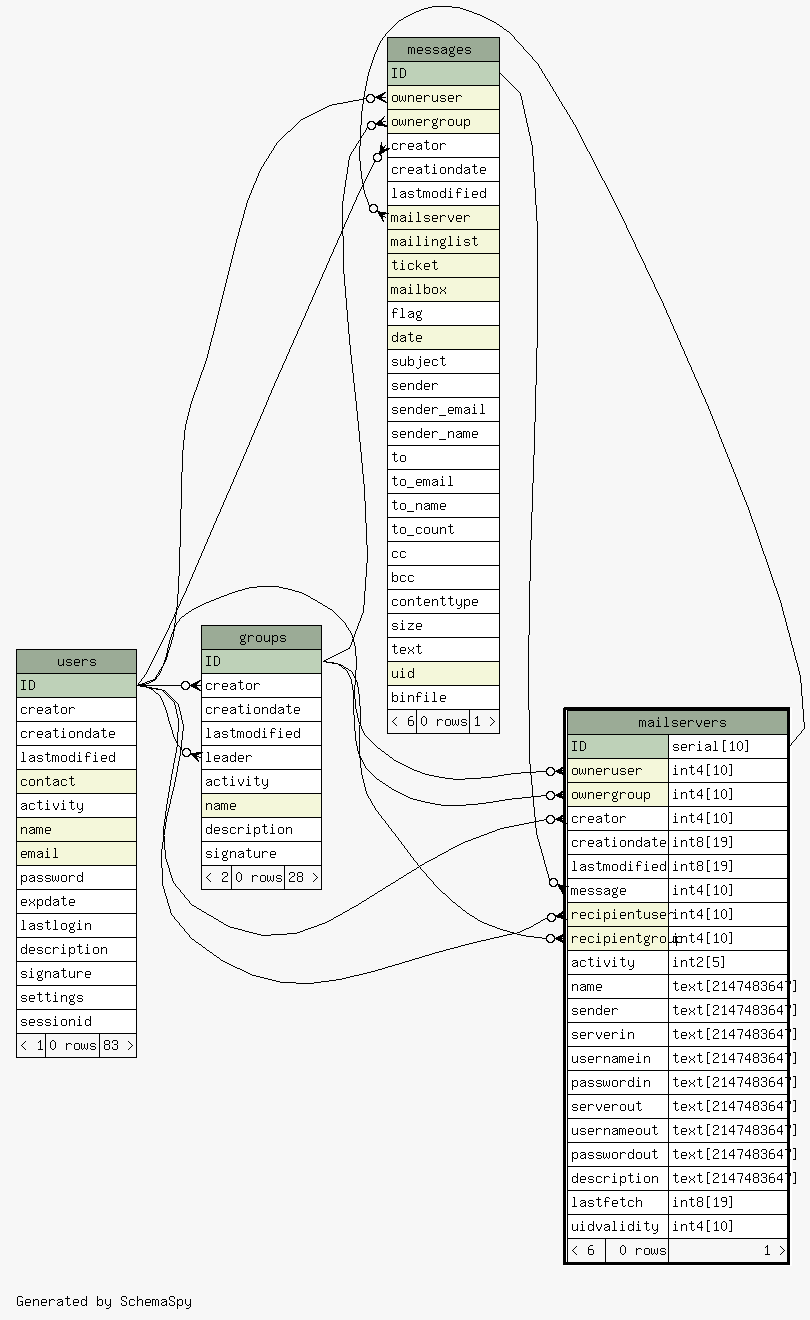 messages
ID
owneruser
ownergroup
creator
creationdate
lastmodified
mailserver
mailinglist
ticket
mailbox
flag
date
subject
sender
sender_email
sender_name
to
to_email
to_name
to_count
cc
bcc
contenttype
size
text
uid
binfile
< 6 0 rows 1 >
groups
ID
creator
creationdate
lastmodified
leader
activity
name
description
signature
< 2 0 rows 28 >
users
ID
creator
creationdate
lastmodified
contact
activity
name
email
password
expdate
lastlogin
description
signature
settings
sessionid
< 1 0 rows 83 >
mailservers
ID serial[10]
owneruser int4[10]
ownergroup int4[10]
creator int4[10]
creationdate int8[19]
lastmodified int8[19]
message int4[10]
recipientuser int4[10]
recipientgroup int4[10]
activity int2[5]
name text[2147483647]
sender text[2147483647]
serverin text[2147483647]
usernamein text[2147483647]
passwordin text[2147483647]
serverout text[2147483647]
usernameout text[2147483647]
passwordout text[2147483647]
description text[2147483647]
lastfetch int8[19]
uidvalidity int4[10]
< 6 0 rows 1 >
Generated by SchemaSpy